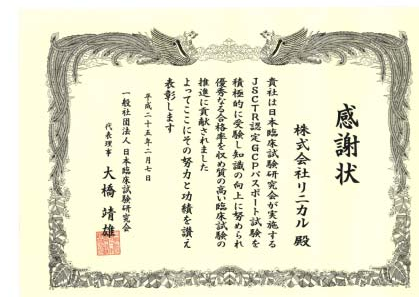 感謝状
株式会社リニカル 殿
貴社は日本臨床試験研究会が実施する
JSCTR認定GCPパスポート試験を
積極的に受験し知識の向上に努められ
優秀なる合格率を収め質の高い臨床試験の
推進に貢献されました
よってここにその努力と功績を讃え
表彰します
平成二十五年二月七日
一般社団法人 日本臨床試験研究会
代表理事 大橋 靖雄